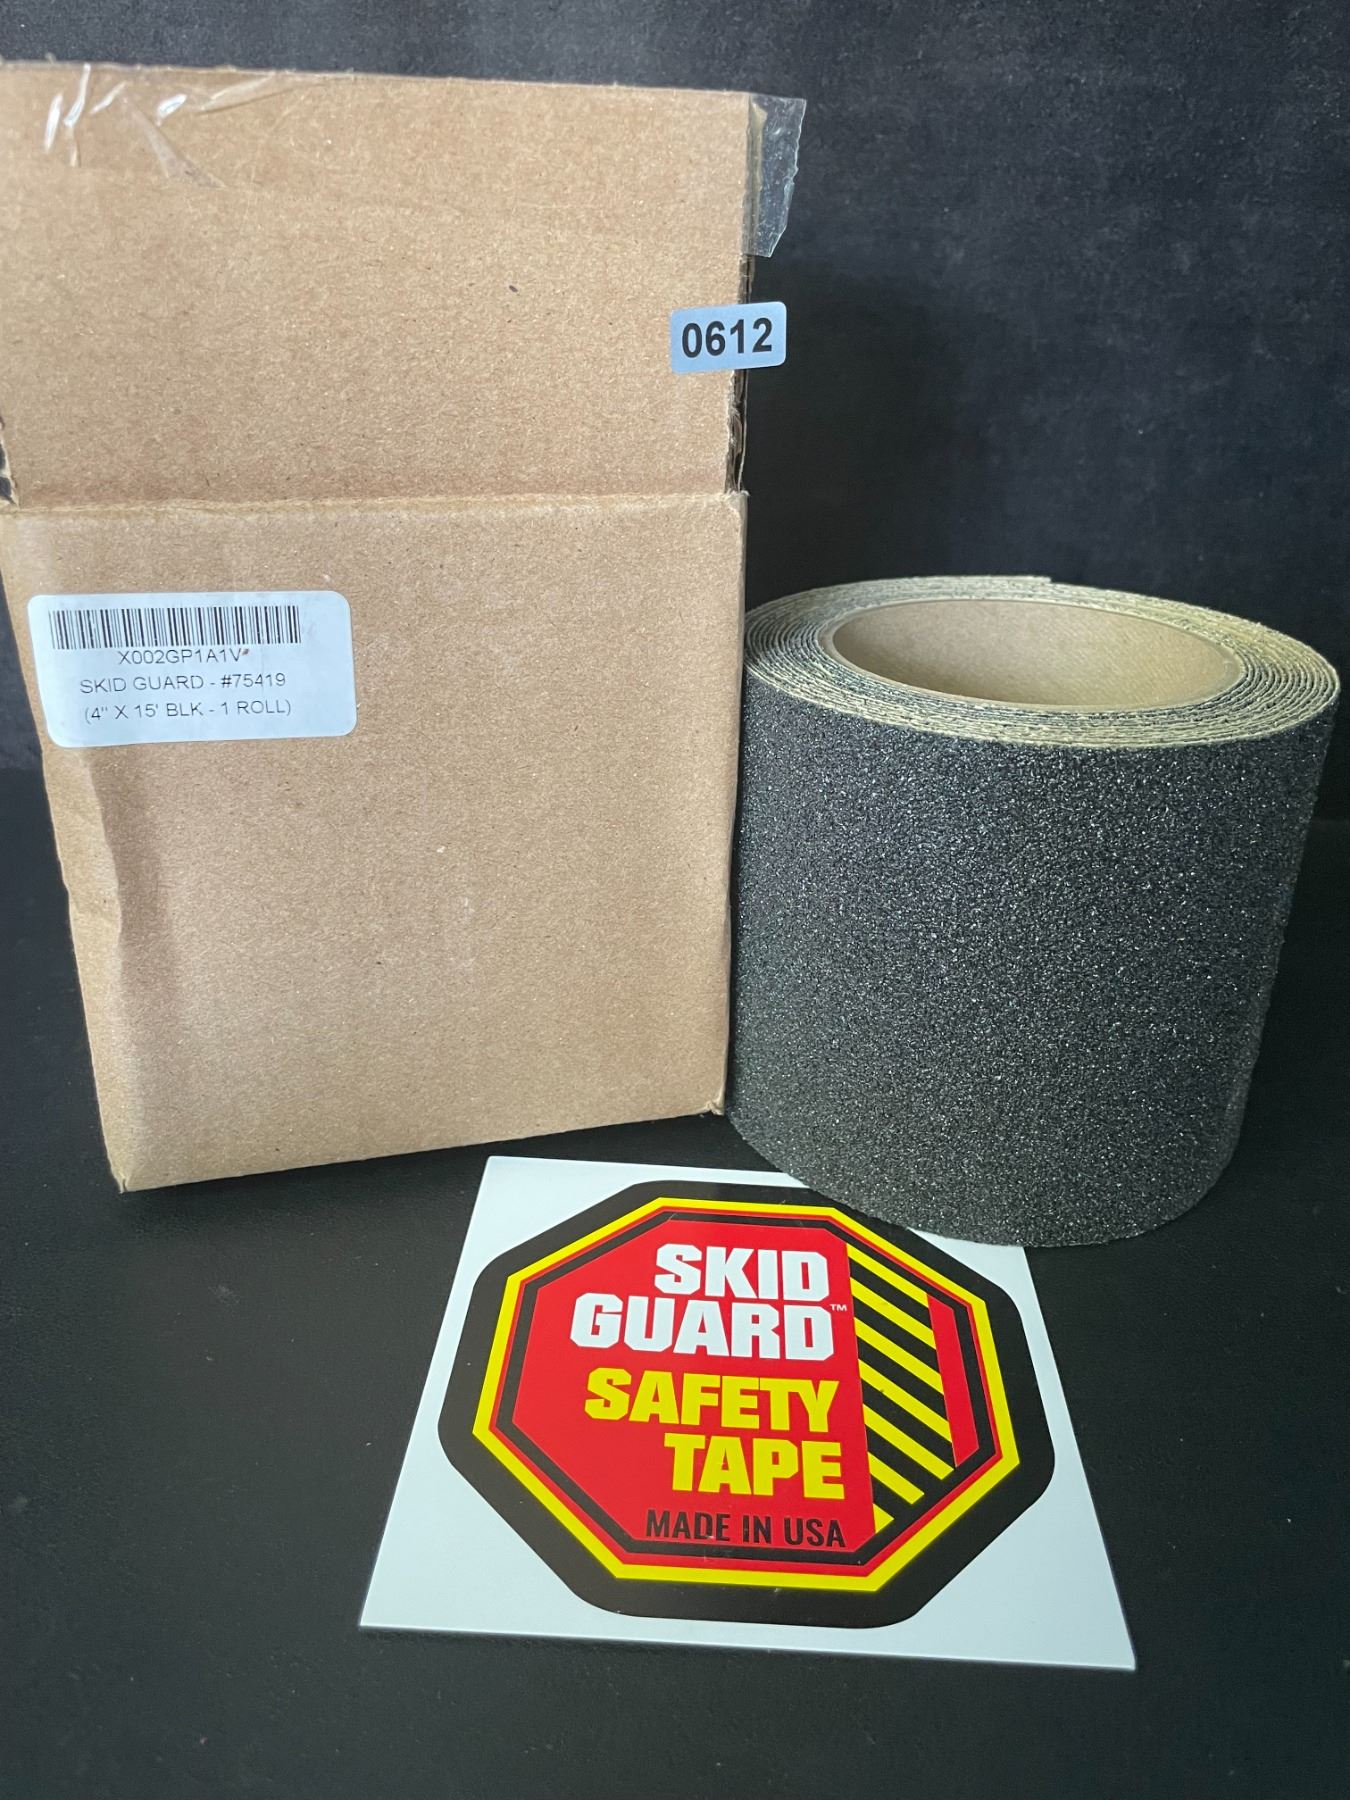 0612
X002GP1A1V
SKID GUARD - #75419
(4" X 15' BLK - 1 ROLL)
SKID
GUARD™
SAFETY
TAPE
MADE IN USA